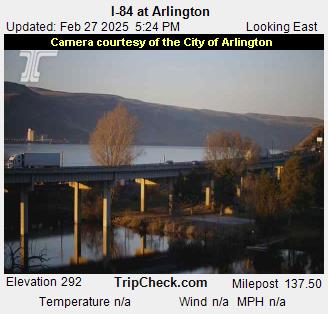 I-84 at Arlington
Updated: Feb 27 2025 5:24 PM Looking East
Camera courtesy of the City of Arlington
Elevation 292 TripCheck.com Milepost 137.50
Temperature n/a Wind n/a MPH n/a